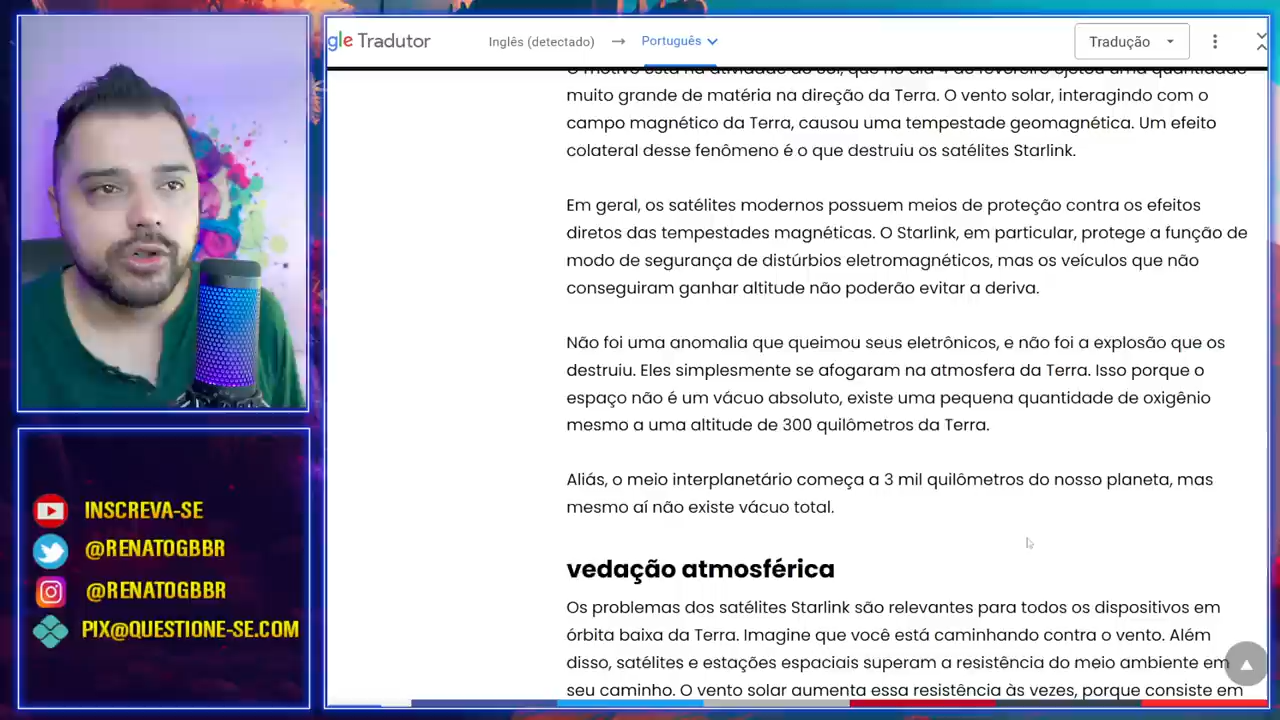 gle Tradutor
Inglês (detectado) → Português
Tradução
muito grande de matéria na direção da Terra. O vento solar, interagindo com o
campo magnético da Terra, causou uma tempestade geomagnética. Um efeito
colateral desse fenômeno é o que destruiu os satélites Starlink.
Em geral, os satélites modernos possuem meios de proteção contra os efeitos
diretos das tempestades magnéticas. O Starlink, em particular, protege a função de
modo de segurança de distúrbios eletromagnéticos, mas os veículos que não
conseguiram ganhar altitude não poderão evitar a deriva.
Não foi uma anomalia que queimou seus eletrônicos, e não foi a explosão que os
destruiu. Eles simplesmente se afogaram na atmosfera da Terra. Isso porque o
espaço não é um vácuo absoluto, existe uma pequena quantidade de oxigênio
mesmo a uma altitude de 300 quilômetros da Terra.
Aliás, o meio interplanetário começa a 3 mil quilômetros do nosso planeta, mas
mesmo aí não existe vácuo total.
vedação atmosférica
Os problemas dos satélites Starlink são relevantes para todos os dispositivos em
órbita baixa da Terra. Imagine que você está caminhando contra o vento. Além
disso, satélites e estações espaciais superam a resistência do meio ambiente em
seu caminho. O vento solar aumenta essa resistência às vezes, porque consiste em
INSCREVA-SE
@RENATOGBBR
@RENATOGBBR
PIX@QUESTIONE-SE.COM